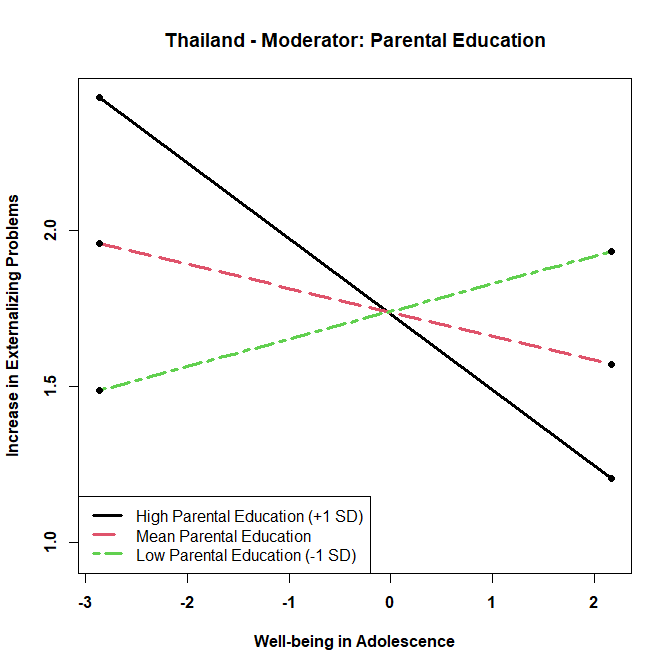 Thailand - Moderator: Parental Education
Increase in Externalizing Problems
2.0
1.5
1.0
High Parental Education (+1 SD)
Mean Parental Education
Low Parental Education (-1 SD)
-3 -2 -1 0 1 2
Well-being in Adolescence